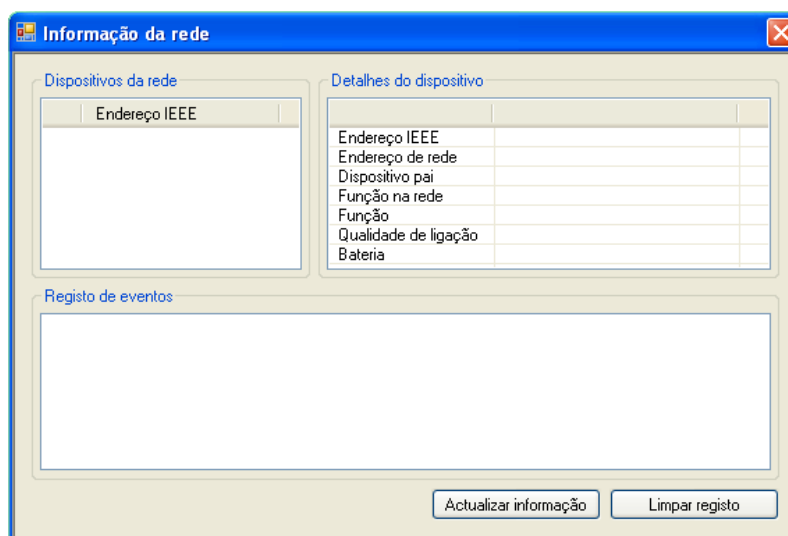 Informação da rede
Dispositivos da rede
Endereço IEEE
Detalhes do dispositivo
Endereço IEEE
Endereço de rede
Dispositivo pai
Função na rede
Função
Qualidade de ligação
Bateria
Registo de eventos
Actualizar informação
Limpar registo